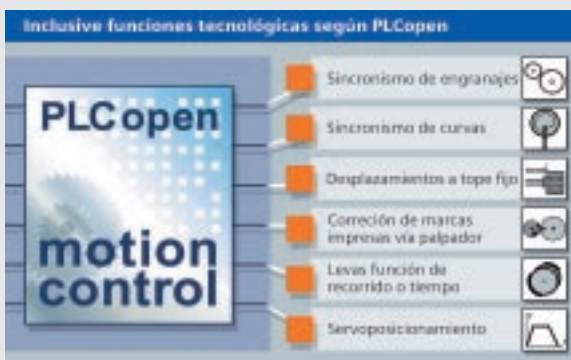 Inclusive funciones tecnológicas según PLCopen
PLCopen
motion
control
Sincronismo de engranajes
Sincronismo de curvas
Desplazamientos a tope fijo
Correción de marcas
impresas vía palpador
Levas función de
recorrido o tiempo
Servoposicionamiento